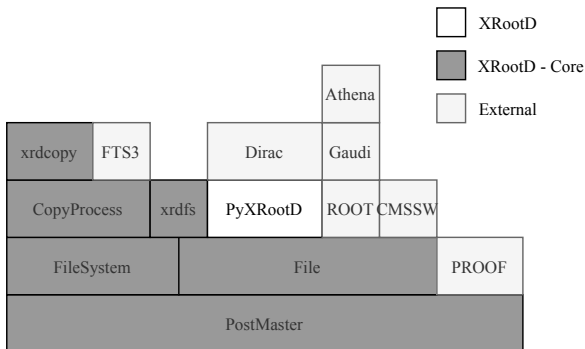 XRootD
XRootD - Core
Athena
External
xrdcopy FTS3 Dirac Gaudi
CopyProcess xrdfs PyXRootD ROOT CMSSW
FileSystem File PROOF
PostMaster